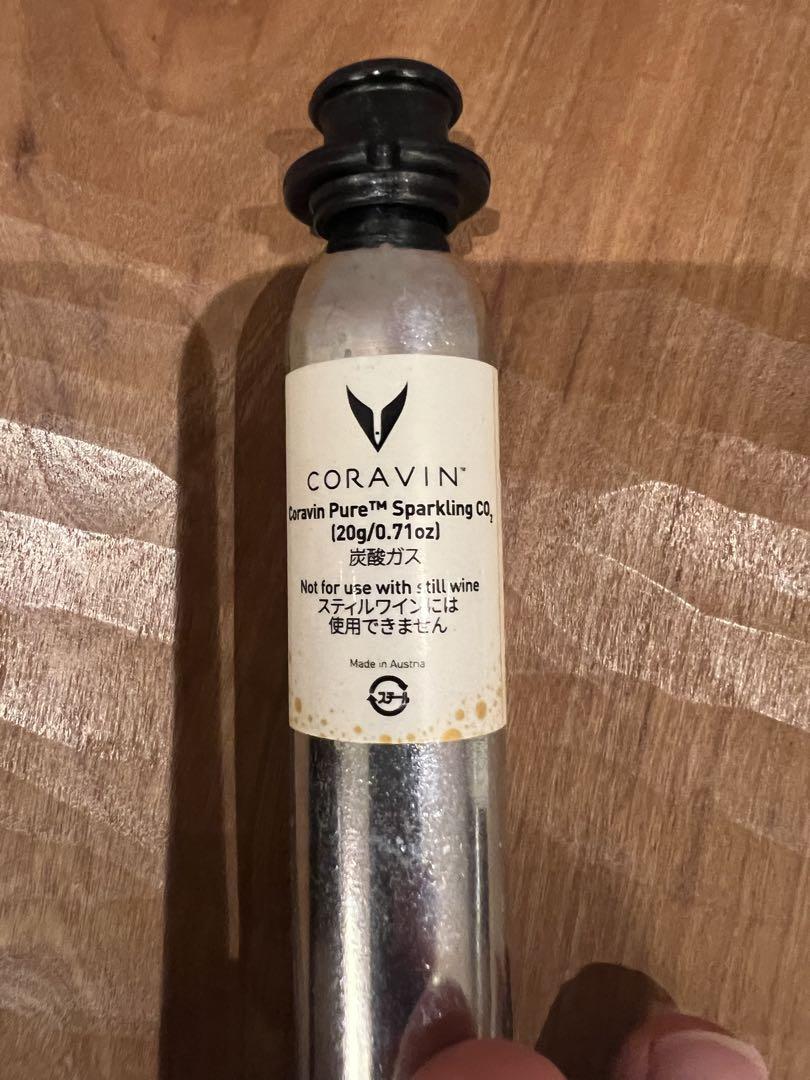 CORAVIN™
Coravin Pure™ Sparkling CO₂
(20g/0.71oz)
炭酸ガス
Not for use with still wine
スティルワインには
使用できません
Made in Austria
スチール